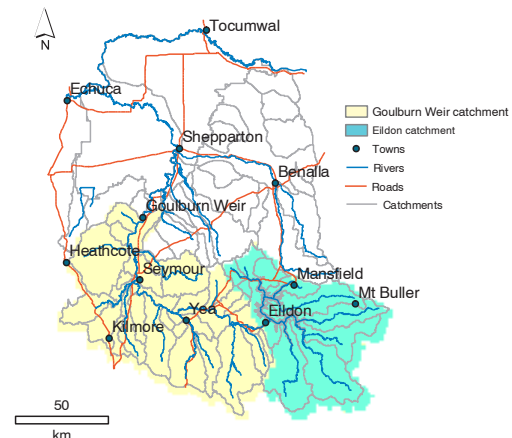 Tocumwal
N
Echuca
Goulburn Weir catchment
Eildon catchment
Towns
Rivers
Roads
Catchments
Shepparton
Benalla
Goulburn Weir
Heathcote
Seymour
Mansfield
Mt Buller
Yea
Eildon
Kilmore
50
km